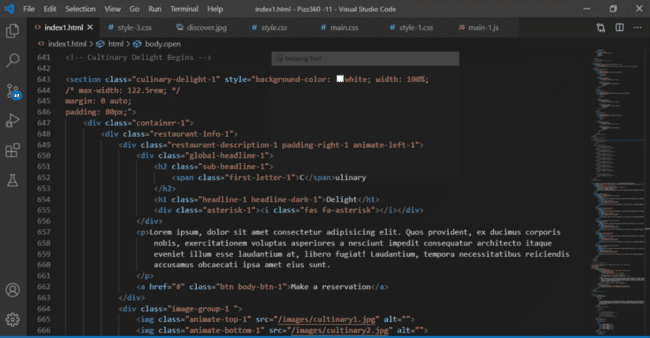 File Edit Selection View Go Run Terminal Help index1.html - Pizz360 -11 - Visual Studio Code
index1.html style-3.css discover.jpg style.css main.css style-1.css main-1.js
index1.html > html > body.open
641 <!-- Cultinary Delight Begins -->
642
643 <section class="culinary-delight-1" style="background-color: white; width: 100%;
644 /* max-width: 122.5rem; */
645 margin: 0 auto;
646 padding: 80px;">
647 <div class="container-1">
648 <div class="restaurant-info-1">
649 <div class="restaurant-description-1 padding-right-1 animate-left-1">
650 <div class="global-headline-1">
651 <h2 class="sub-headline-1">
652 <span class="first-letter-1">C</span>ulinary
653 </h2>
654 <h1 class="headline-1 headline-dark-1">Delight</h1>
655 <div class="asterisk-1"><i class="fas fa-asterisk"></i></div>
656 </div>
657 <p>Lorem ipsum, dolor sit amet consectetur adipisicing elit. Quos provident, ex ducimus corporis
658 nobis, exercitationem voluptas asperiores a nesciunt impedit consequatur architecto itaque
659 eveniet illum esse laudantium at, libero fugiat! Laudantium, tempora necessitatibus reiciendis
660 accusamus obcaecati ipsa amet eius sunt.
661 </p>
662 <a href="#" class="btn body-btn-1">Make a reservation</a>
663 </div>
664 <div class="image-group-1 ">
665 <img class="animate-top-1" src="/images/cultinary1.jpg" alt="">
666 <img class="animate-bottom-1" src="/images/cultinary2.jpg" alt="">
Snipping Tool